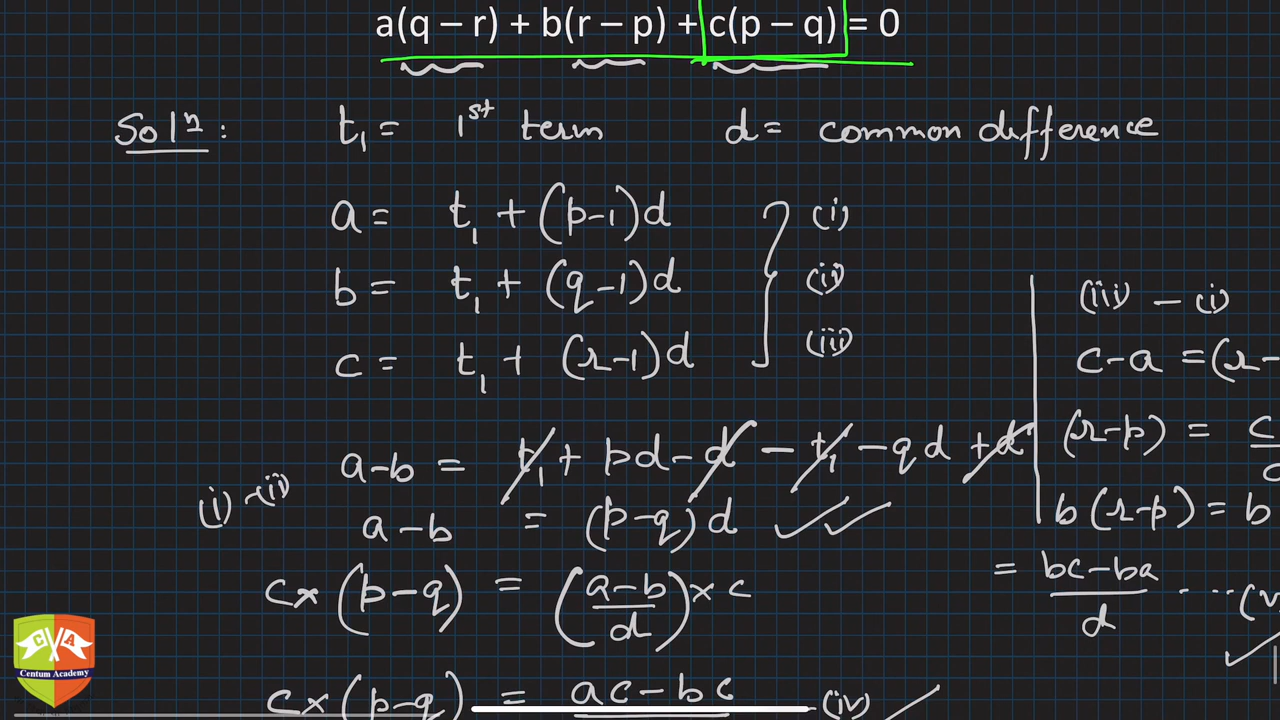 a(q − r) + b(r − p) + c(p − q) = 0
Solⁿ : t₁ = 1st term d = common difference
a = t₁ + (p-1)d (i)
b = t₁ + (q-1)d (ii)
c = t₁ + (r-1)d (iii)
(i) - (ii) a-b = t₁ + pd - d - t₁ - qd + d
a-b = (p-q)d
c × (p-q) = (a-b/d) × c
c × (p-q) = ac-bc (iv)
(iii) - (i)
c-a = (r-
(r-p) = c
b(r-p) = b
= bc-ba/d ....(v
C A
Centum Academy